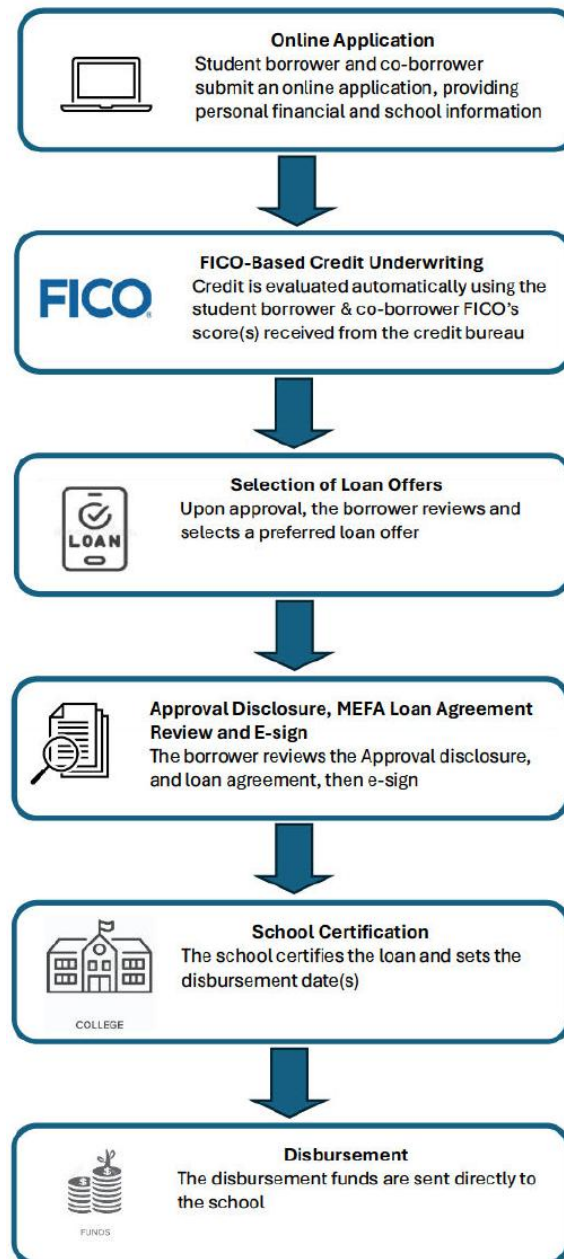 Online Application
Student borrower and co-borrower
submit an online application, providing
personal financial and school information
FICO-Based Credit Underwriting
FICO®
Credit is evaluated automatically using the
student borrower & co-borrower FICO's
score(s) received from the credit bureau
Selection of Loan Offers
LOAN
Upon approval, the borrower reviews and
selects a preferred loan offer
Approval Disclosure, MEFA Loan Agreement
Review and E-sign
The borrower reviews the Approval disclosure,
and loan agreement, then e-sign
School Certification
The school certifies the loan and sets the
disbursement date(s)
COLLEGE
Disbursement
The disbursement funds are sent directly to
the school
$ $
FUNDS